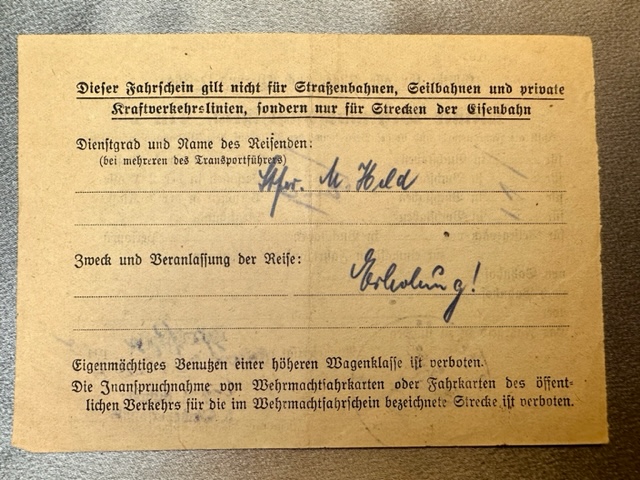 Dieser Fahrschein gilt nicht für Straßenbahnen, Seilbahnen und private
Kraftverkehrslinien, sondern nur für Strecken der Eisenbahn
Dienstgrad und Name des Reisenden:
(bei mehreren des Transportführers)
M Held
Zweck und Veranlassung der Reise:
Erholung!
Eigenmächtiges Benutzen einer höheren Wagenklasse ist verboten.
Die Inanspruchnahme von Wehrmachtfahrkarten oder Fahrkarten des öffent-
lichen Verkehrs für die im Wehrmachtfahrschein bezeichnete Strecke ist verboten.